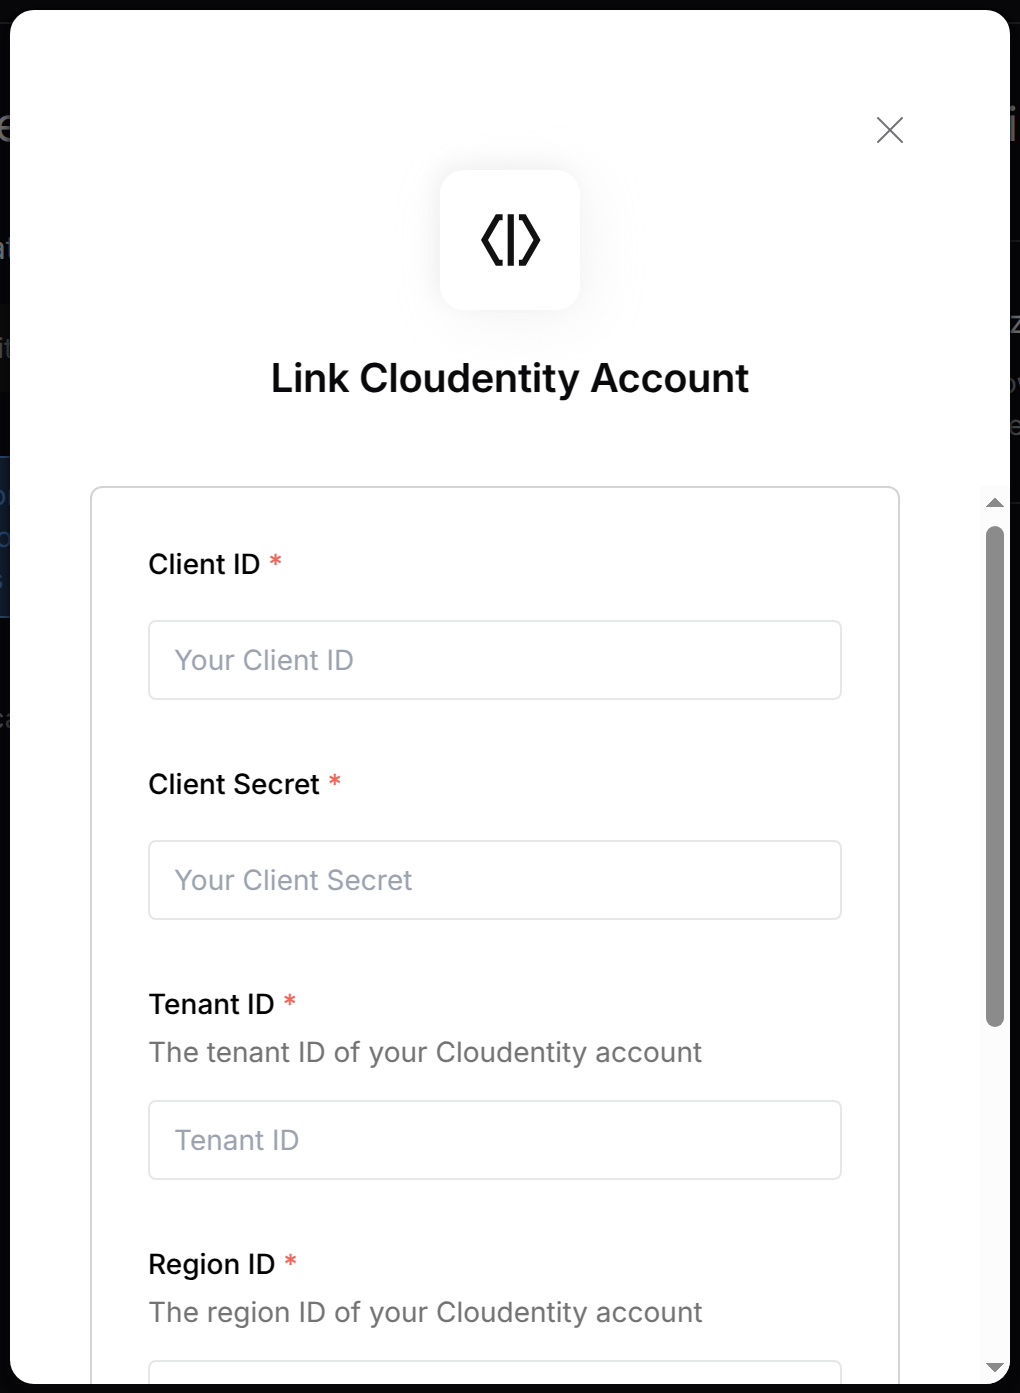 Link Cloudentity Account
Client ID *
Your Client ID
Client Secret *
Your Client Secret
Tenant ID *
The tenant ID of your Cloudentity account
Tenant ID
Region ID *
The region ID of your Cloudentity account